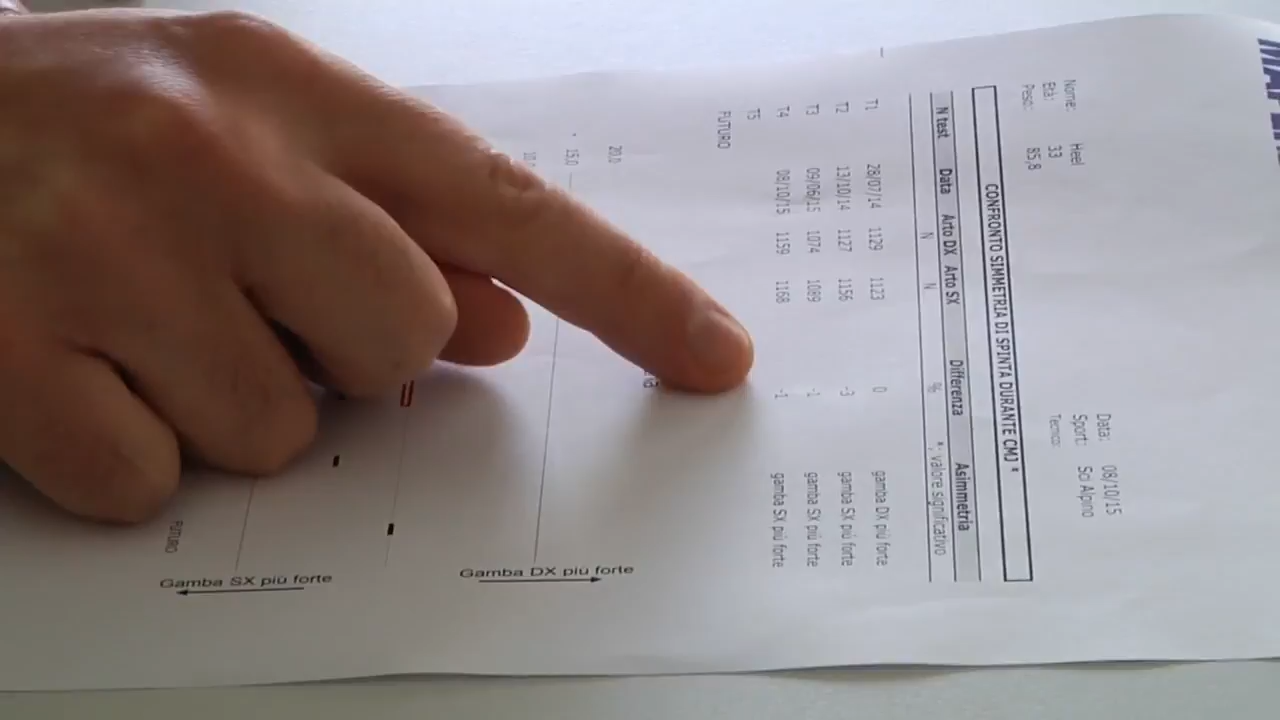 MAPEI
Nome: Heel Data: 08/10/15
Età: 33 Sport: Sci Alpino
Peso: 85,8 Tecnico:
CONFRONTO SIMMETRIA DI SPINTA DURANTE CMJ *
N test Data Arto DX Arto SX Differenza Asimmetria
N N % *: valore significativo
T1 28/07/14 1129 1123 0 gamba DX più forte
T2 13/10/14 1127 1156 -3 gamba SX più forte
T3 09/06/15 1074 1089 -1 gamba SX più forte
T4 08/10/15 1159 1168 -1 gamba SX più forte
T5
FUTURO
20,0
* 15,0
10,0
Gamba DX più forte
FUTURO
Gamba SX più forte